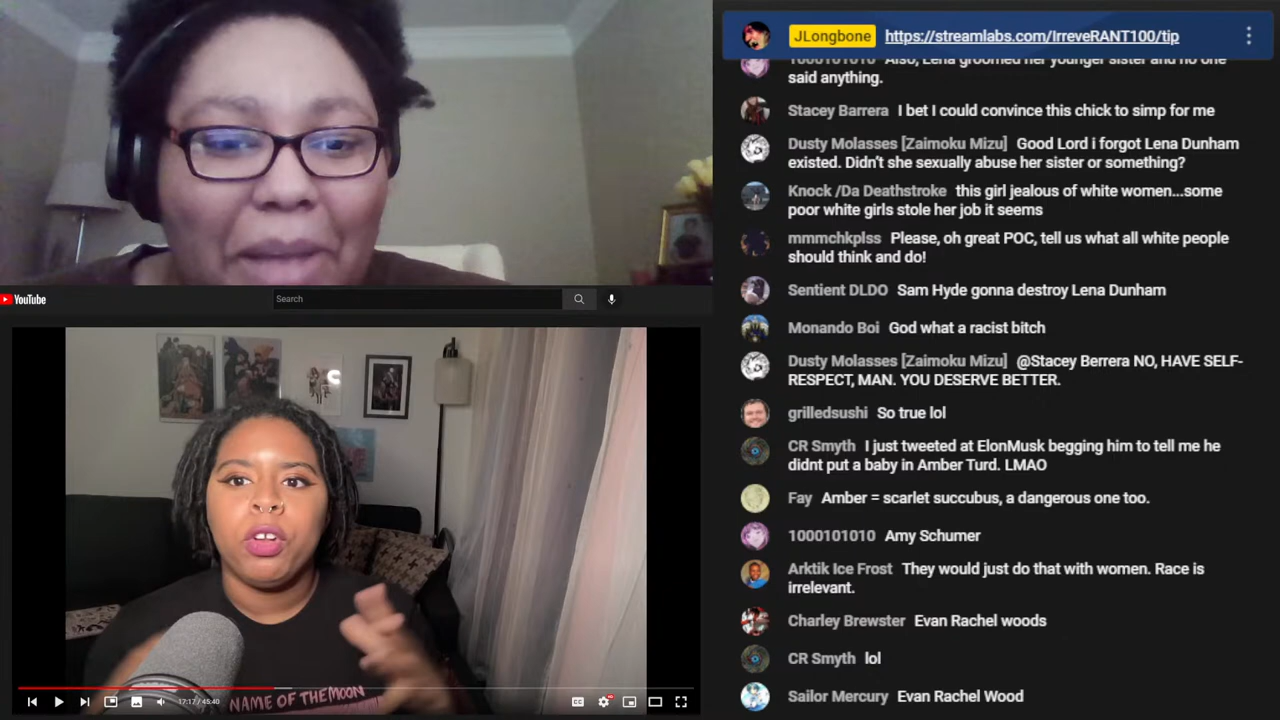 YouTube
Search
NAME OF THE MOON
17:17 / 45:40
CC
JLongbone https://streamlabs.com/IrreveRANT100/tip
1000101010 Also, Lena groomed her younger sister and no one
said anything.
Stacey Barrera I bet I could convince this chick to simp for me
Dusty Molasses [Zaimoku Mizu] Good Lord i forgot Lena Dunham
existed. Didn't she sexually abuse her sister or something?
Knock /Da Deathstroke this girl jealous of white women...some
poor white girls stole her job it seems
mmmchkplss Please, oh great POC, tell us what all white people
should think and do!
Sentient DLDO Sam Hyde gonna destroy Lena Dunham
Monando Boi God what a racist bitch
Dusty Molasses [Zaimoku Mizu] @Stacey Berrera NO, HAVE SELF-
RESPECT, MAN. YOU DESERVE BETTER.
grilledsushi So true lol
CR Smyth I just tweeted at ElonMusk begging him to tell me he
didnt put a baby in Amber Turd. LMAO
Fay Amber = scarlet succubus, a dangerous one too.
1000101010 Amy Schumer
Arktik Ice Frost They would just do that with women. Race is
irrelevant.
Charley Brewster Evan Rachel woods
CR Smyth lol
Sailor Mercury Evan Rachel Wood